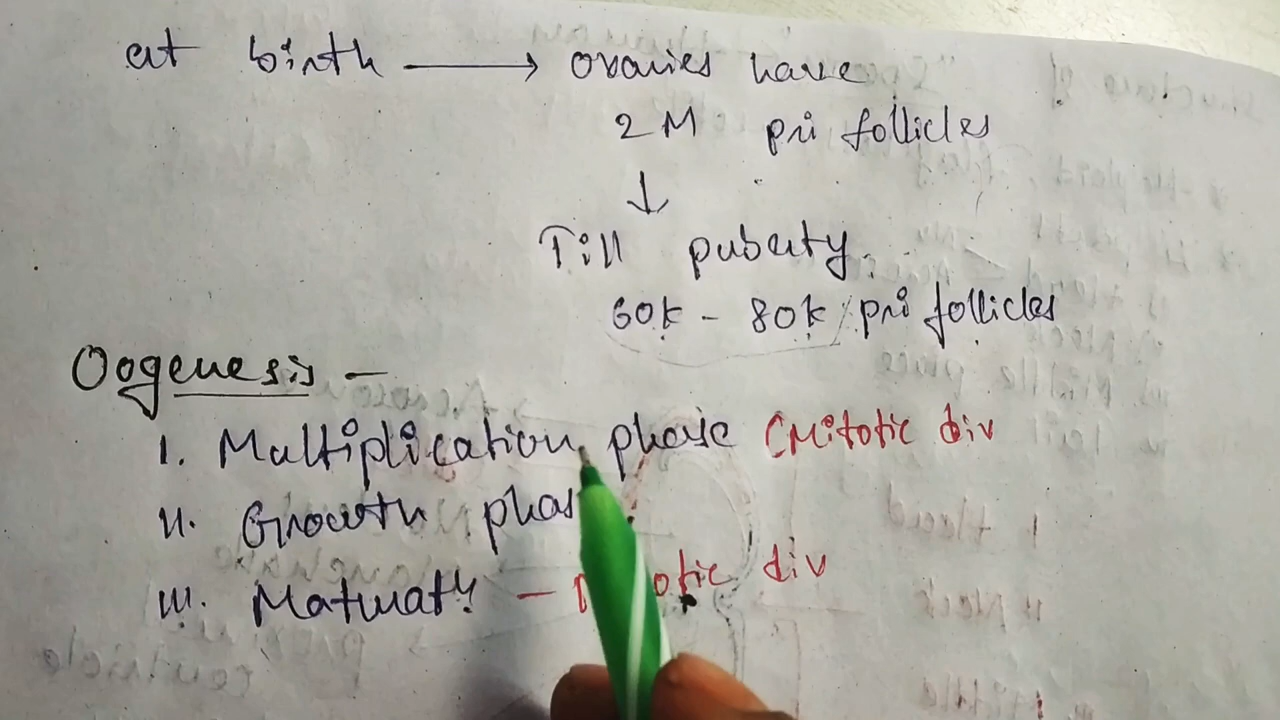 at birth ⟶ ovaries have
2M pri follicles
↓
Till puberty.
60k - 80k pri follicles
Oogenesis -
I. Multiplication phase (Mitotic div
II. Growth phas
III. - otic div